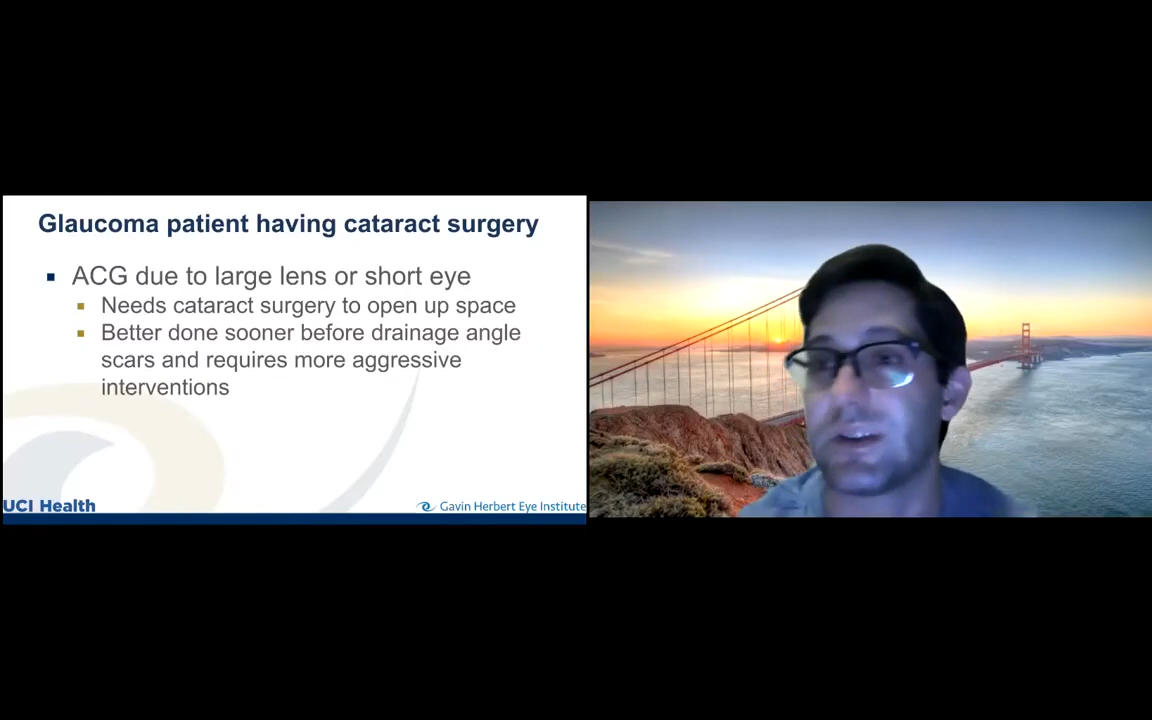 Glaucoma patient having cataract surgery
ACG due to large lens or short eye
Needs cataract surgery to open up space
Better done sooner before drainage angle
scars and requires more aggressive
interventions
UCI Health
Gavin Herbert Eye Institute